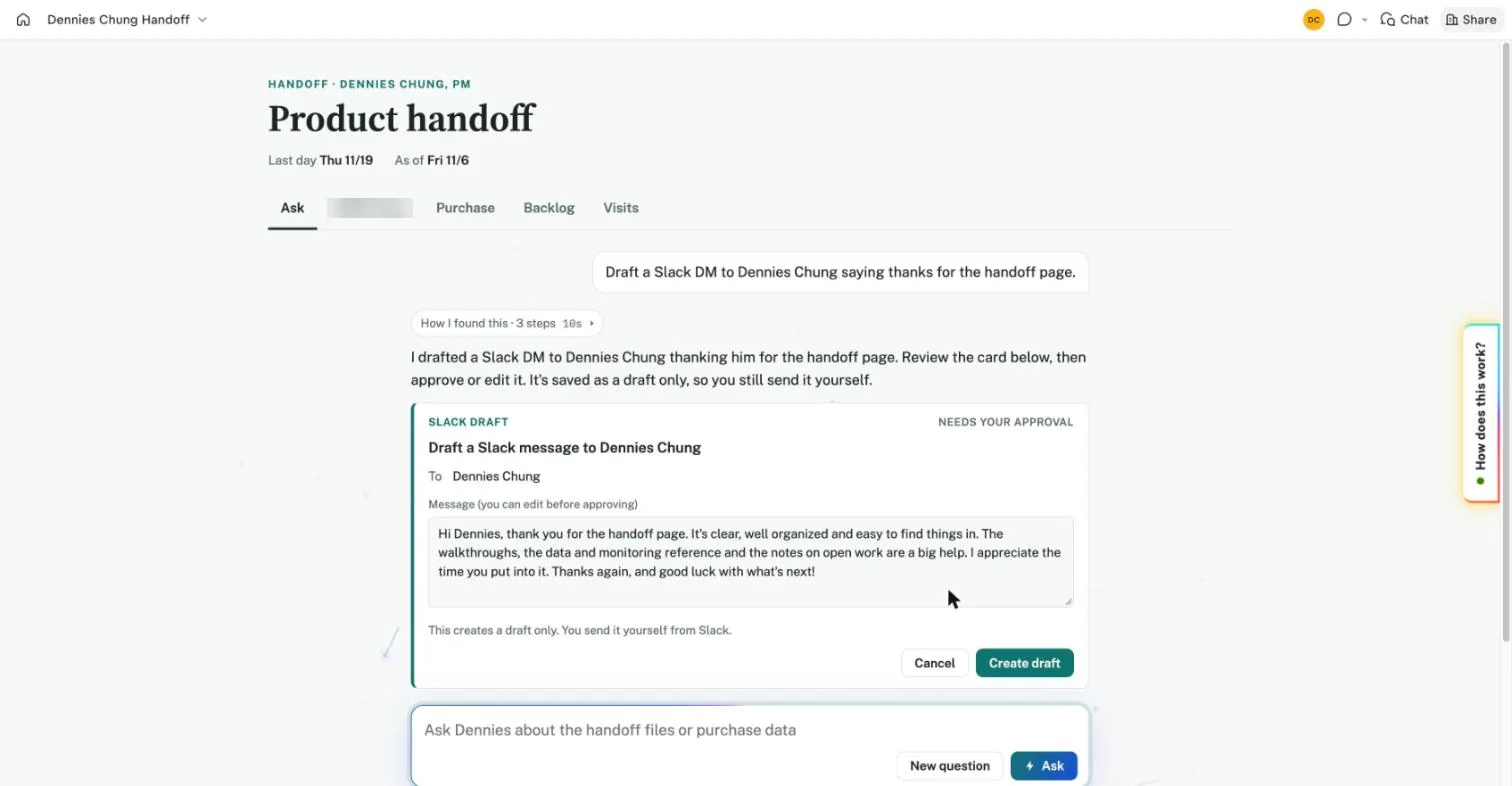 Dennies Chung Handoff
DC
Chat
Share
HANDOFF · DENNIES CHUNG, PM
Product handoff
Last day Thu 11/19 As of Fri 11/6
Ask
Purchase
Backlog
Visits
Draft a Slack DM to Dennies Chung saying thanks for the handoff page.
How I found this · 3 steps 10s
I drafted a Slack DM to Dennies Chung thanking him for the handoff page. Review the card below, then
approve or edit it. It's saved as a draft only, so you still send it yourself.
SLACK DRAFT
NEEDS YOUR APPROVAL
Draft a Slack message to Dennies Chung
To Dennies Chung
Message (you can edit before approving)
Hi Dennies, thank you for the handoff page. It's clear, well organized and easy to find things in. The
walkthroughs, the data and monitoring reference and the notes on open work are a big help. I appreciate the
time you put into it. Thanks again, and good luck with what's next!
This creates a draft only. You send it yourself from Slack.
Cancel
Create draft
Ask Dennies about the handoff files or purchase data
New question
Ask
How does this work?